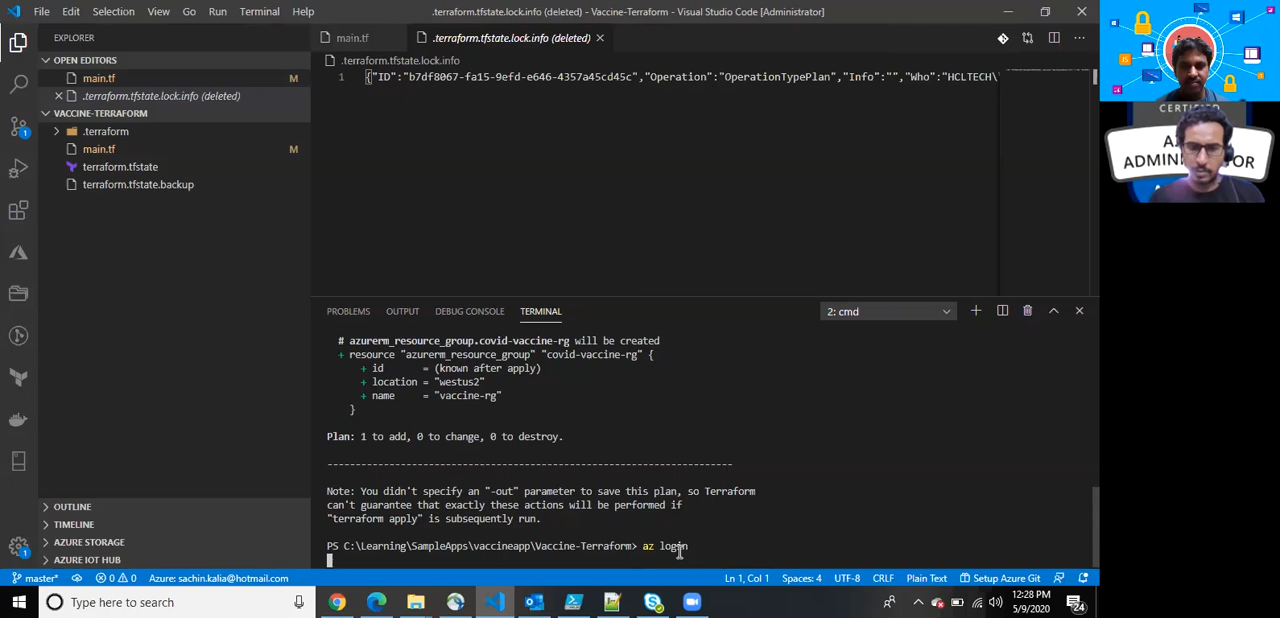 File Edit Selection View Go Run Terminal Help
.terraform.tfstate.lock.info (deleted) - Vaccine-Terraform - Visual Studio Code [Administrator]
EXPLORER
OPEN EDITORS
main.tf M
.terraform.tfstate.lock.info (deleted)
VACCINE-TERRAFORM
.terraform
main.tf M
terraform.tfstate
terraform.tfstate.backup
OUTLINE
TIMELINE
AZURE STORAGE
AZURE IOT HUB
main.tf
.terraform.tfstate.lock.info (deleted)
.terraform.tfstate.lock.info
1 {"ID":"b7df8067-fa15-9efd-e646-4357a45cd45c","Operation":"OperationTypePlan","Info":"","Who":"HCLTECH\
PROBLEMS OUTPUT DEBUG CONSOLE TERMINAL
2: cmd
# azurerm_resource_group.covid-vaccine-rg will be created
+ resource "azurerm_resource_group" "covid-vaccine-rg" {
+ id = (known after apply)
+ location = "westus2"
+ name = "vaccine-rg"
}
Plan: 1 to add, 0 to change, 0 to destroy.
------------------------------------------------------------------------
Note: You didn't specify an "-out" parameter to save this plan, so Terraform
can't guarantee that exactly these actions will be performed if
"terraform apply" is subsequently run.
PS C:\Learning\SampleApps\vaccineapp\Vaccine-Terraform> az login
master* 0 0 Azure: sachin.kalia@hotmail.com
Ln 1, Col 1 Spaces: 4 UTF-8 CRLF Plain Text Setup Azure Git
Type here to search
12:28 PM
5/9/2020
24
CERTIFIED
ADMINISTRATOR